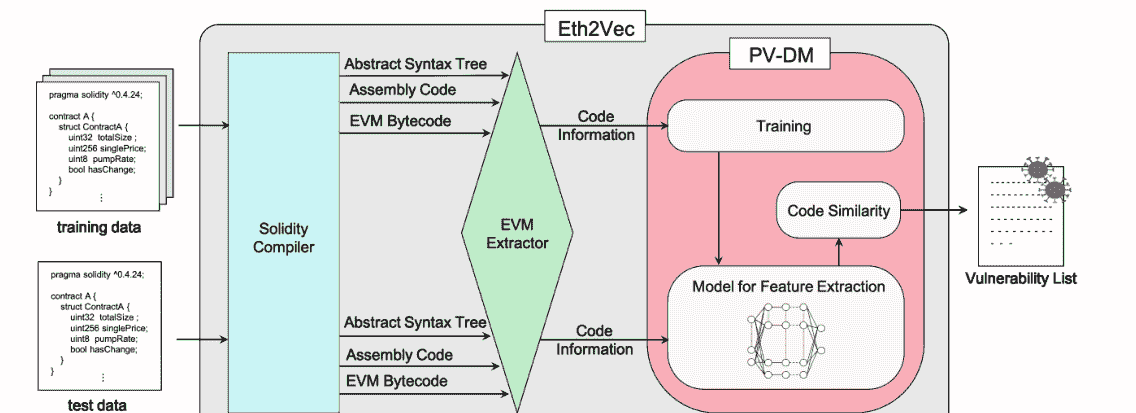 Eth2Vec
PV-DM
pragma solidity ^0.4.24;
contract A {
struct ContractA {
uint32 totalSize ;
uint256 singlePrice;
uint8 pumpRate;
bool hasChange;
}
}
⋮
training data
pragma solidity ^0.4.24;
contract A {
struct ContractA {
uint32 totalSize ;
uint256 singlePrice;
uint8 pumpRate;
bool hasChange;
}
}
⋮
test data
Solidity
Compiler
Abstract Syntax Tree
Assembly Code
EVM Bytecode
Abstract Syntax Tree
Assembly Code
EVM Bytecode
EVM
Extractor
Code
Information
Code
Information
Training
Code Similarity
Model for Feature Extraction
Vulnerability List